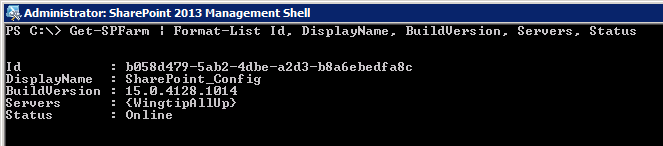 Administrator: SharePoint 2013 Management Shell
PS C:\> Get-SPFarm | Format-List Id, DisplayName, BuildVersion, Servers, Status
Id : b058d479-5ab2-4dbe-a2d3-b8a6ebedfa8c
DisplayName : SharePoint_Config
BuildVersion : 15.0.4128.1014
Servers : {WingtipAllUp}
Status : Online